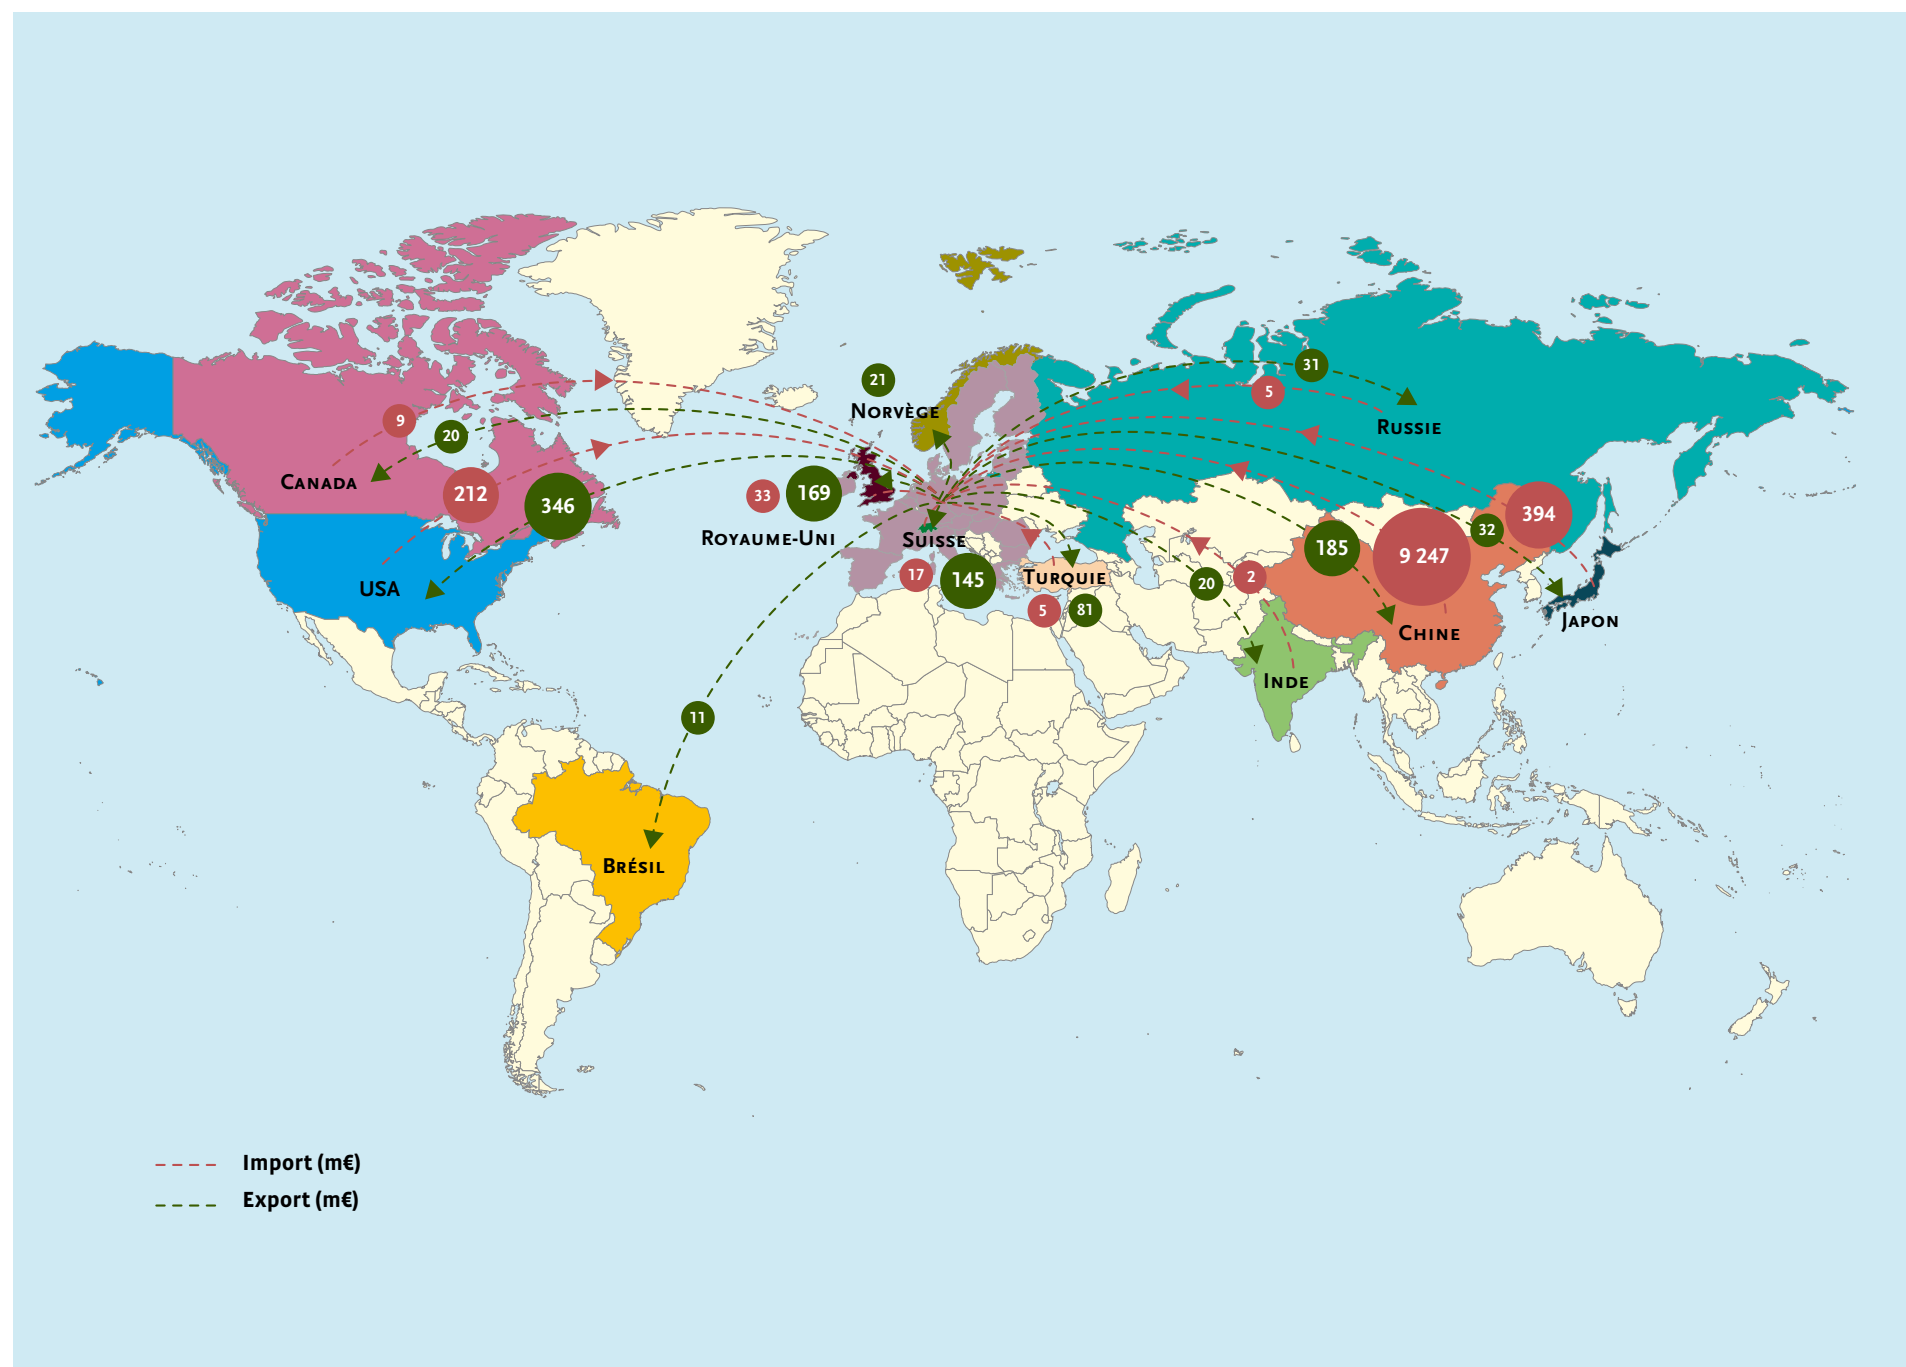 21
Norvège
31
5
Russie
9
20
Canada
212
346
33
169
Royaume-Uni
Suisse
17
145
USA
Turquie
5
81
20
2
Inde
185
9 247
Chine
32
394
Japon
11
Brésil
Import (m€)
Export (m€)